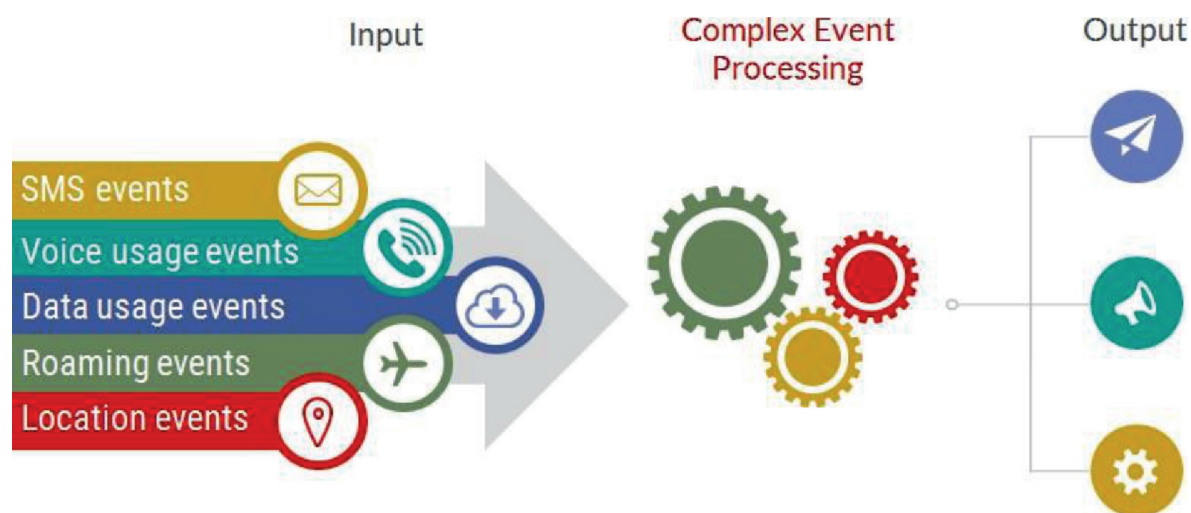 Input
Complex Event
Processing
Output
SMS events
Voice usage events
Data usage events
Roaming events
Location events